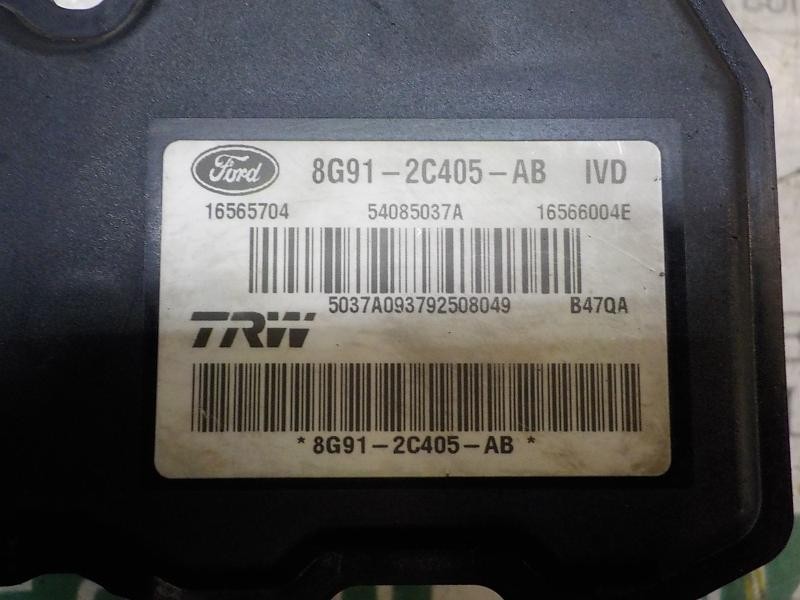 Ford 8G91-2C405-AB IVD
16565704 54085037A 16566004E
5037A093792508049 B47QA
TRW
*8G91-2C405-AB*